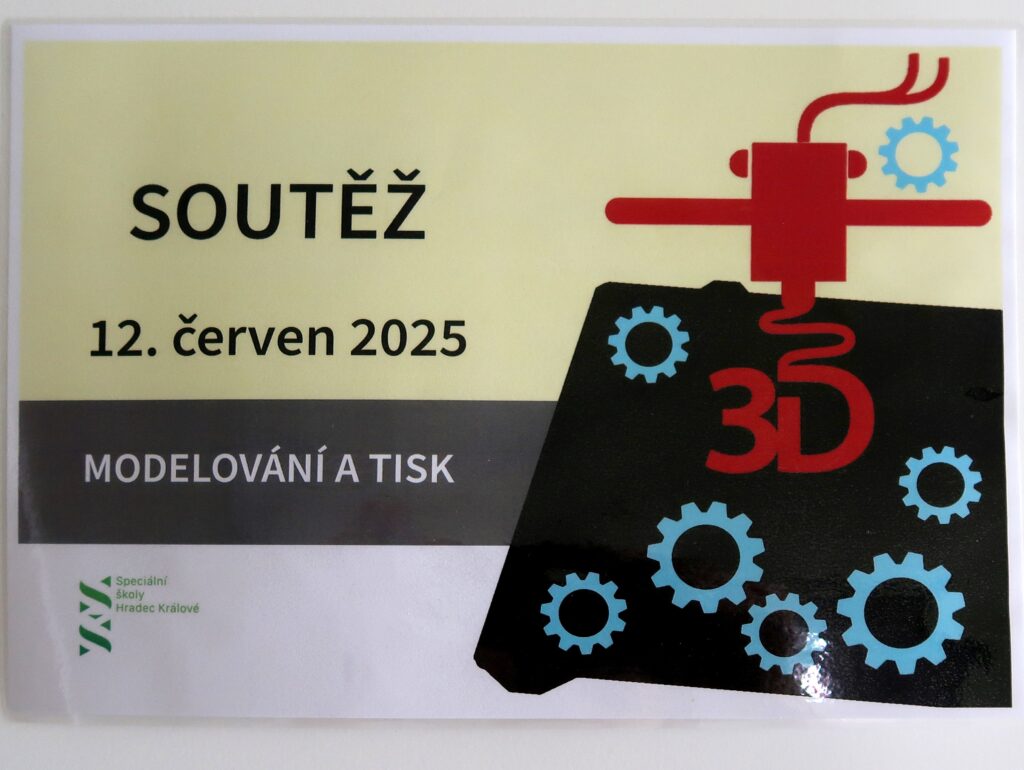 SOUTĚŽ
12. červen 2025
3D
MODELOVÁNÍ A TISK
Speciální
školy
Hradec Králové